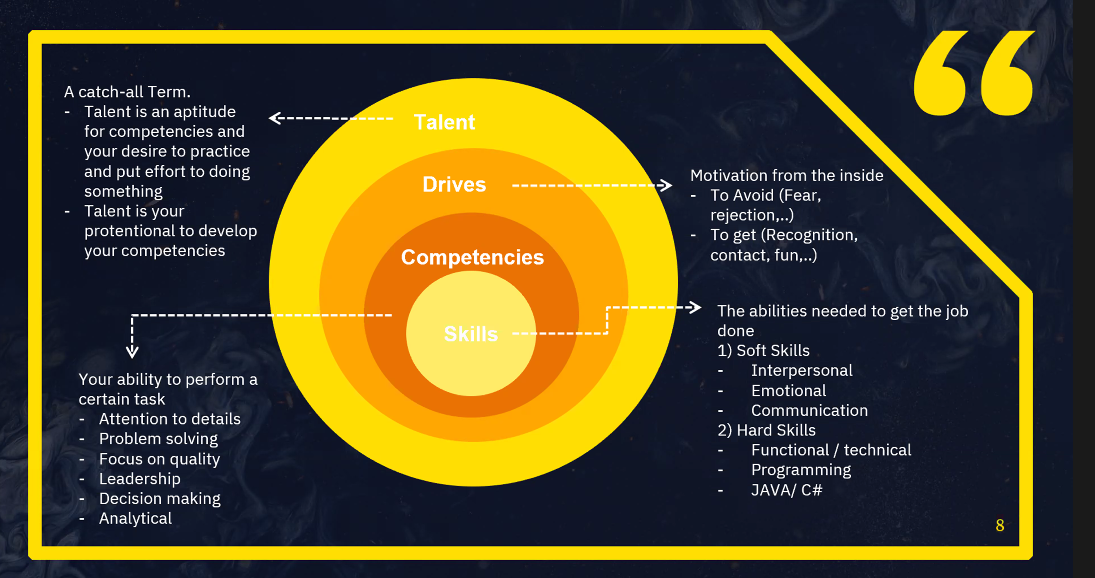 A catch-all Term.
- Talent is an aptitude
for competencies and
your desire to practice
and put effort to doing
something
- Talent is your
protentional to develop
your competencies
Talent
Drives
Competencies
Skills
Motivation from the inside
- To Avoid (Fear,
rejection,..)
- To get (Recognition,
contact, fun,..)
Your ability to perform a
certain task
- Attention to details
- Problem solving
- Focus on quality
- Leadership
- Decision making
- Analytical
The abilities needed to get the job
done
1) Soft Skills
- Interpersonal
- Emotional
- Communication
2) Hard Skills
- Functional / technical
- Programming
- JAVA/ C#
8